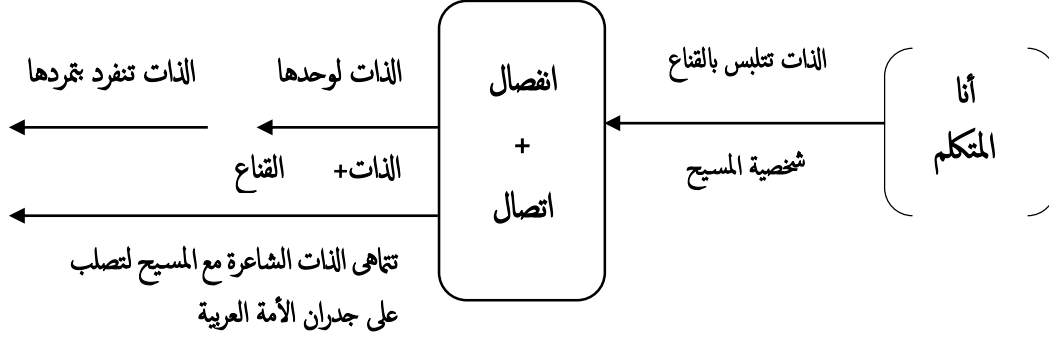 أنا
المتكلم
الذات تتلبس بالقناع
شخصية المسيح
انفصال
+
اتصال
الذات لوحدها
الذات تنفرد بتمردها
الذات+ القناع
تتماهى الذات الشاعرة مع المسيح لتصلب
على جدران الأمة العربية